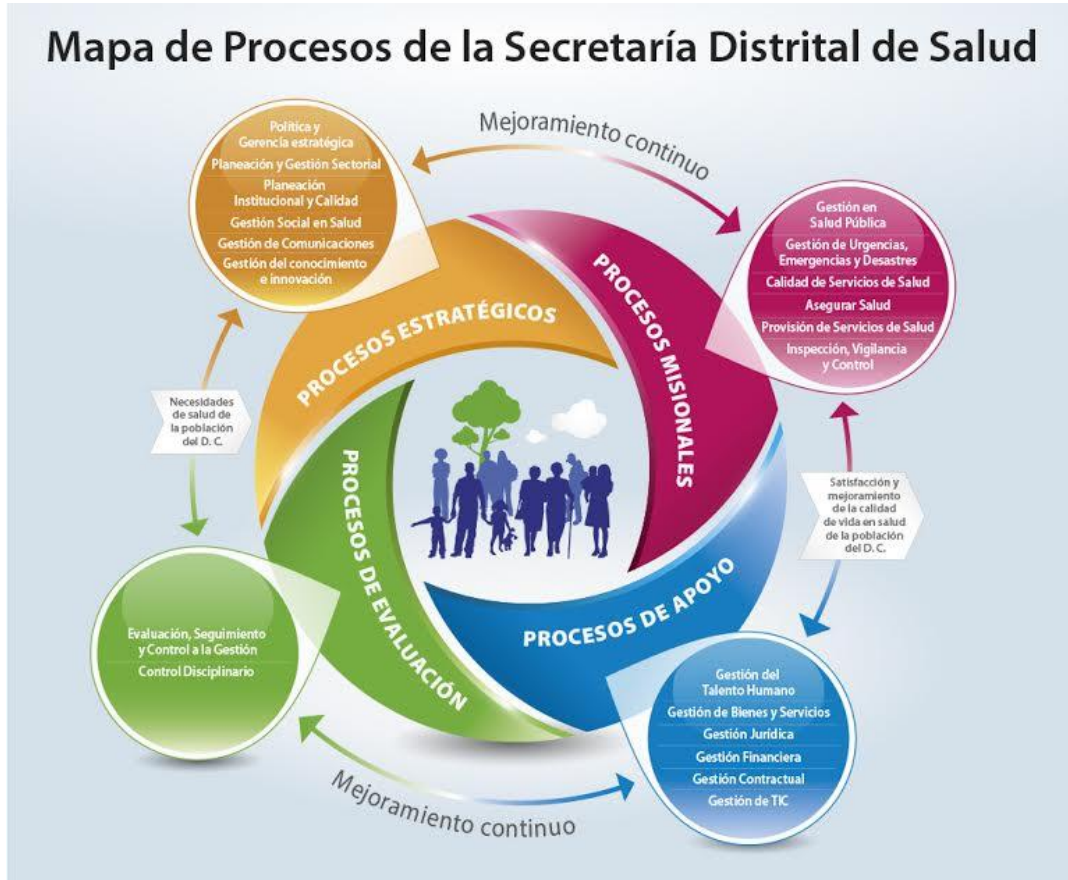 Mapa de Procesos de la Secretaría Distrital de Salud
Mejoramiento continuo
Política y
Gerencia estratégica
Planeación y Gestión Sectorial
Planeación
Institucional y Calidad
Gestión Social en Salud
Gestión de Comunicaciones
Gestión del conocimiento
e innovación
Gestión en
Salud Pública
Gestión de Urgencias,
Emergencias y Desastres
Calidad de Servicios de Salud
Asegurar Salud
Provisión de Servicios de Salud
Inspección, Vigilancia
y Control
PROCESOS ESTRATÉGICOS
PROCESOS MISIONALES
Necesidades
de salud de
la población
del D. C.
Satisfacción y
mejoramiento
de la calidad
de vida en salud
de la población
del D. C.
PROCESOS DE EVALUACIÓN
PROCESOS DE APOYO
Evaluación, Seguimiento
y Control a la Gestión
Control Disciplinario
Gestión del
Talento Humano
Gestión de Bienes y Servicios
Gestión Jurídica
Gestión Financiera
Gestión Contractual
Gestión de TIC
Mejoramiento continuo